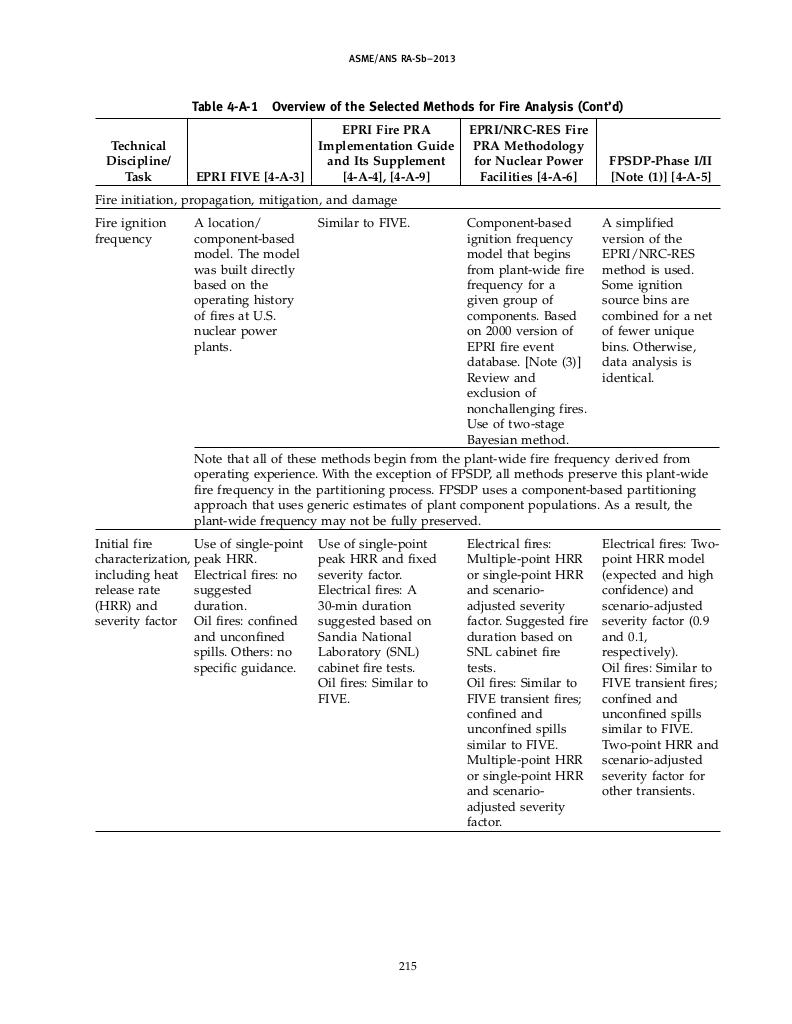 ASME/ANS RA-Sb–2013
Table 4-A-1 Overview of the Selected Methods for Fire Analysis (Cont'd)
Technical
Discipline/
Task
EPRI FIVE [4-A-3]
EPRI Fire PRA
Implementation Guide
and Its Supplement
[4-A-4], [4-A-9]
EPRI/NRC-RES Fire
PRA Methodology
for Nuclear Power
Facilities [4-A-6]
FPSDP-Phase I/II
[Note (1)] [4-A-5]
Fire initiation, propagation, mitigation, and damage
Fire ignition
frequency
A location/
component-based
model. The model
was built directly
based on the
operating history
of fires at U.S.
nuclear power
plants.
Similar to FIVE.
Component-based
ignition frequency
model that begins
from plant-wide fire
frequency for a
given group of
components. Based
on 2000 version of
EPRI fire event
database. [Note (3)]
Review and
exclusion of
nonchallenging fires.
Use of two-stage
Bayesian method.
A simplified
version of the
EPRI/NRC-RES
method is used.
Some ignition
source bins are
combined for a net
of fewer unique
bins. Otherwise,
data analysis is
identical.
Note that all of these methods begin from the plant-wide fire frequency derived from
operating experience. With the exception of FPSDP, all methods preserve this plant-wide
fire frequency in the partitioning process. FPSDP uses a component-based partitioning
approach that uses generic estimates of plant component populations. As a result, the
plant-wide frequency may not be fully preserved.
Initial fire
characterization,
including heat
release rate
(HRR) and
severity factor
Use of single-point
peak HRR.
Electrical fires: no
suggested
duration.
Oil fires: confined
and unconfined
spills. Others: no
specific guidance.
Use of single-point
peak HRR and fixed
severity factor.
Electrical fires: A
30-min duration
suggested based on
Sandia National
Laboratory (SNL)
cabinet fire tests.
Oil fires: Similar to
FIVE.
Electrical fires:
Multiple-point HRR
or single-point HRR
and scenario-
adjusted severity
factor. Suggested fire
duration based on
SNL cabinet fire
tests.
Oil fires: Similar to
FIVE transient fires;
confined and
unconfined spills
similar to FIVE.
Multiple-point HRR
or single-point HRR
and scenario-
adjusted severity
factor.
Electrical fires: Two-
point HRR model
(expected and high
confidence) and
scenario-adjusted
severity factor (0.9
and 0.1,
respectively).
Oil fires: Similar to
FIVE transient fires;
confined and
unconfined spills
similar to FIVE.
Two-point HRR and
scenario-adjusted
severity factor for
other transients.
215